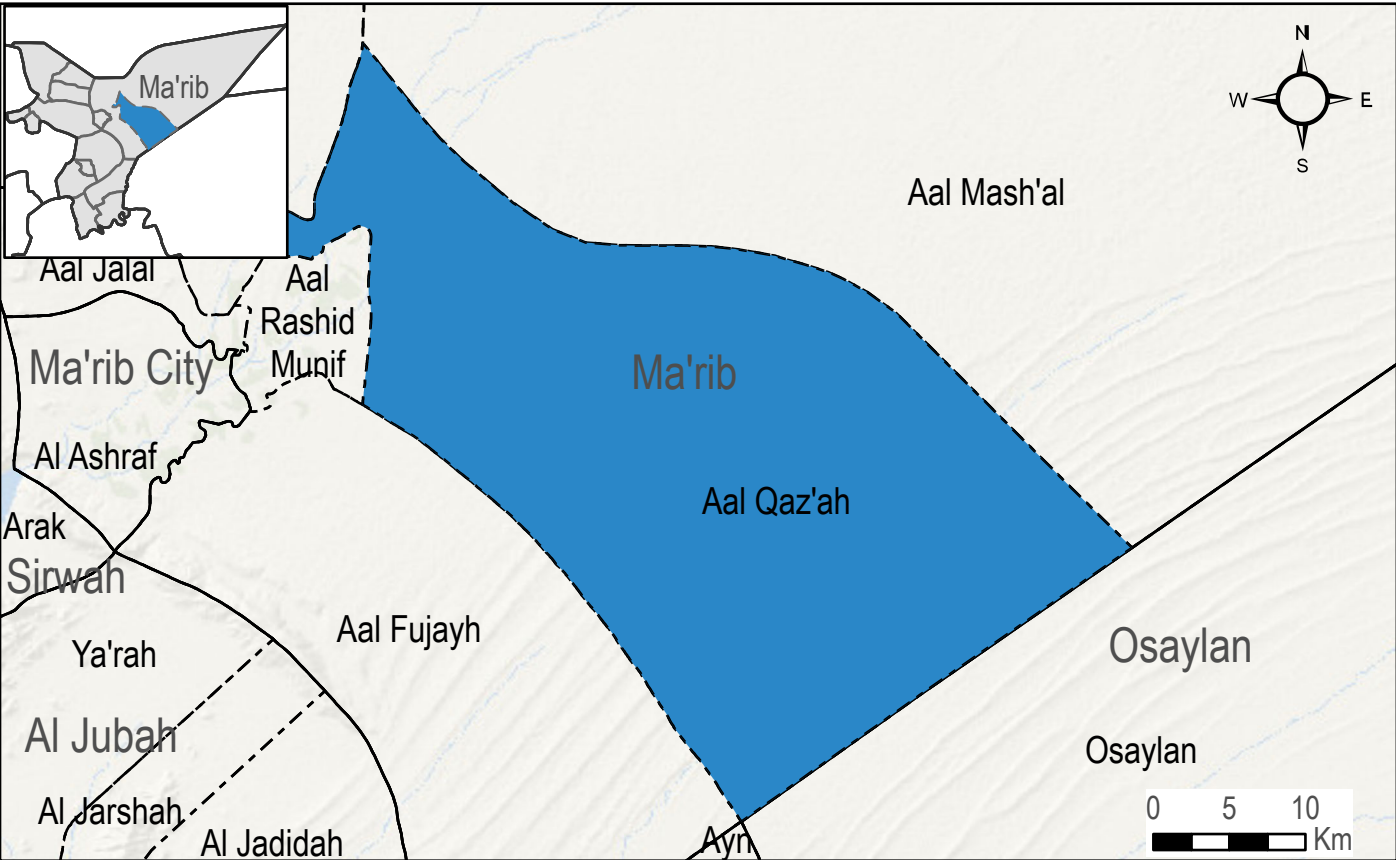 Ma'rib
N
W
E
S
Aal Mash'al
Aal Jalal
Aal
Rashid
Munif
Ma'rib City
Ma'rib
Al Ashraf
Aal Qaz'ah
Arak
Sirwah
Aal Fujayh
Ya'rah
Osaylan
Al Jubah
Osaylan
Al Jarshah
Al Jadidah
Ayn
0 5 10
Km